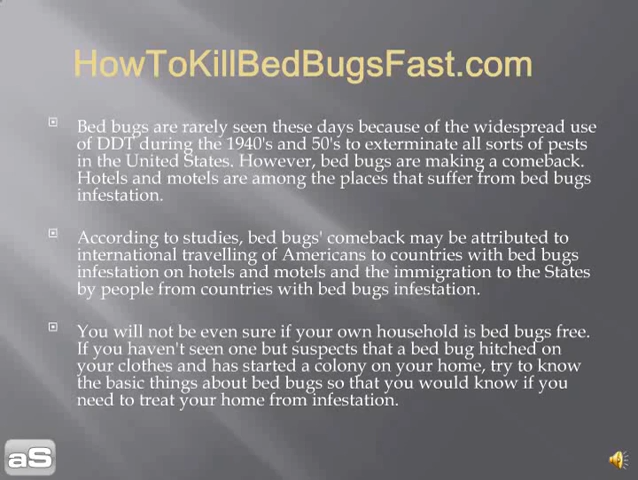 HowToKillBedBugsFast.com
Bed bugs are rarely seen these days because of the widespread use
of DDT during the 1940's and 50's to exterminate all sorts of pests
in the United States. However, bed bugs are making a comeback.
Hotels and motels are among the places that suffer from bed bugs
infestation.
According to studies, bed bugs' comeback may be attributed to
international travelling of Americans to countries with bed bugs
infestation on hotels and motels and the immigration to the States
by people from countries with bed bugs infestation.
You will not be even sure if your own household is bed bugs free.
If you haven't seen one but suspects that a bed bug hitched on
your clothes and has started a colony on your home, try to know
the basic things about bed bugs so that you would know if you
need to treat your home from infestation.
aS